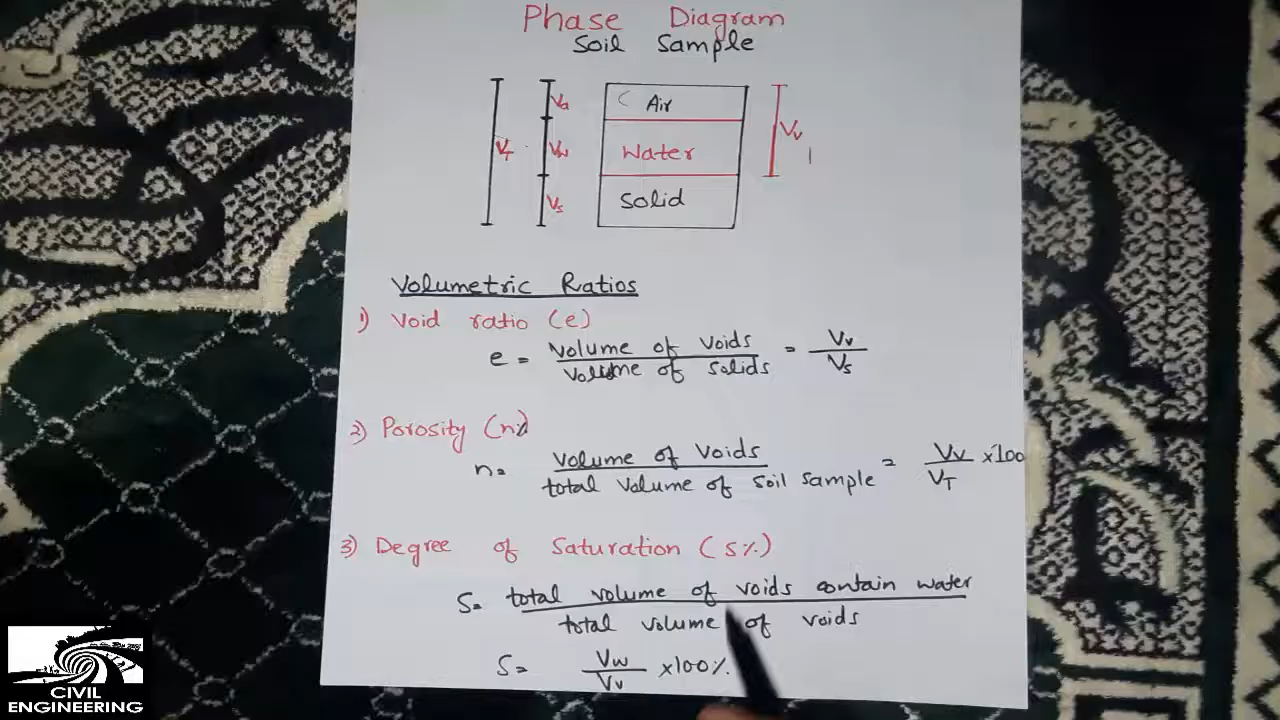 Phase Diagram
Soil Sample
Va
Air
VT
Vw
Water
Vv
Vs
Solid
Volumetric Ratios
1) Void ratio (e)
e = Volume of Voids / Volume of Solids = Vv / Vs
2) Porosity (n%)
n = Volume of Voids / total Volume of Soil Sample = Vv / VT ×100
3) Degree of Saturation (S%)
S = total volume of voids contain water / total volume of voids
S = Vw / Vv ×100%
CIVIL
ENGINEERING